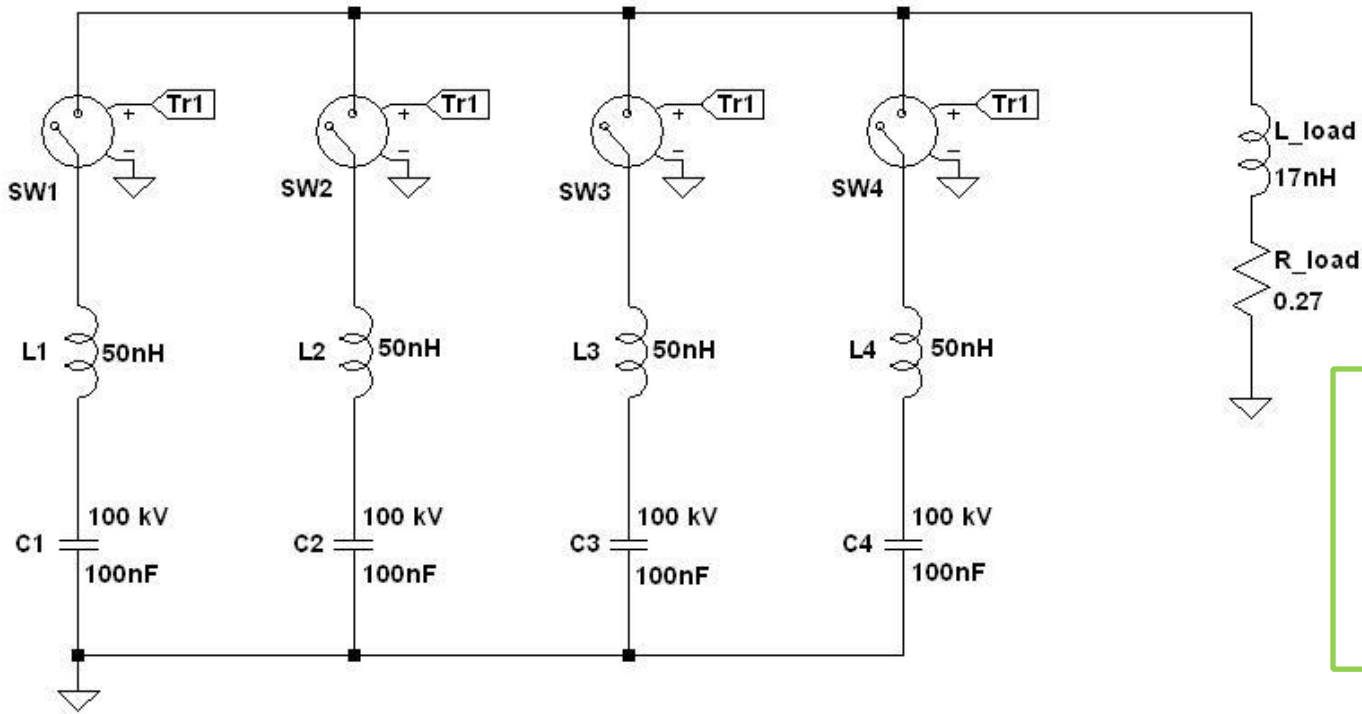 Tr1
Tr1
Tr1
Tr1
+
+
+
+
−
−
−
−
SW1
SW2
SW3
SW4
L_load
17nH
R_load
0.27
L1 50nH
L2 50nH
L3 50nH
L4 50nH
100 kV
100 kV
100 kV
100 kV
C1
C2
C3
C4
100nF
100nF
100nF
100nF